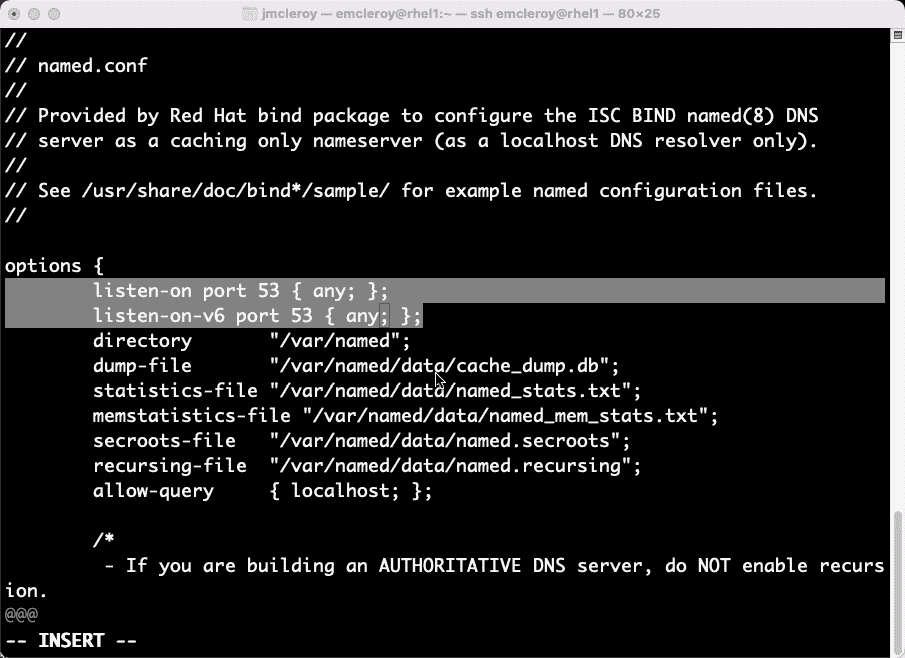 jmcleroy — emcleroy@rhel1:~ — ssh emcleroy@rhel1 — 80×25
//
// named.conf
//
// Provided by Red Hat bind package to configure the ISC BIND named(8) DNS
// server as a caching only nameserver (as a localhost DNS resolver only).
//
// See /usr/share/doc/bind*/sample/ for example named configuration files.
//
options {
listen-on port 53 { any; };
listen-on-v6 port 53 { any; };
directory "/var/named";
dump-file "/var/named/data/cache_dump.db";
statistics-file "/var/named/data/named_stats.txt";
memstatistics-file "/var/named/data/named_mem_stats.txt";
secroots-file "/var/named/data/named.secroots";
recursing-file "/var/named/data/named.recursing";
allow-query { localhost; };
/*
- If you are building an AUTHORITATIVE DNS server, do NOT enable recurs
ion.
@@@
-- INSERT --